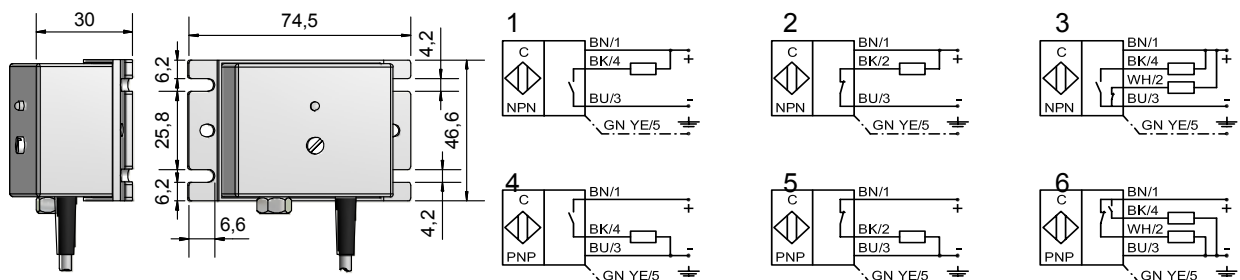 30
74,5
4,2
6,2
25,8
6,2
46,6
6,6
4,2
1
C
NPN
BN/1
BK/4
BU/3
+
-
GN YE/5
2
C
NPN
BN/1
BK/2
BU/3
+
-
GN YE/5
3
C
NPN
BN/1
BK/4
WH/2
BU/3
+
-
GN YE/5
4
C
PNP
BN/1
BK/4
BU/3
+
-
GN YE/5
5
C
PNP
BN/1
BK/2
BU/3
+
-
GN YE/5
6
C
PNP
BN/1
BK/4
WH/2
BU/3
+
-
GN YE/5